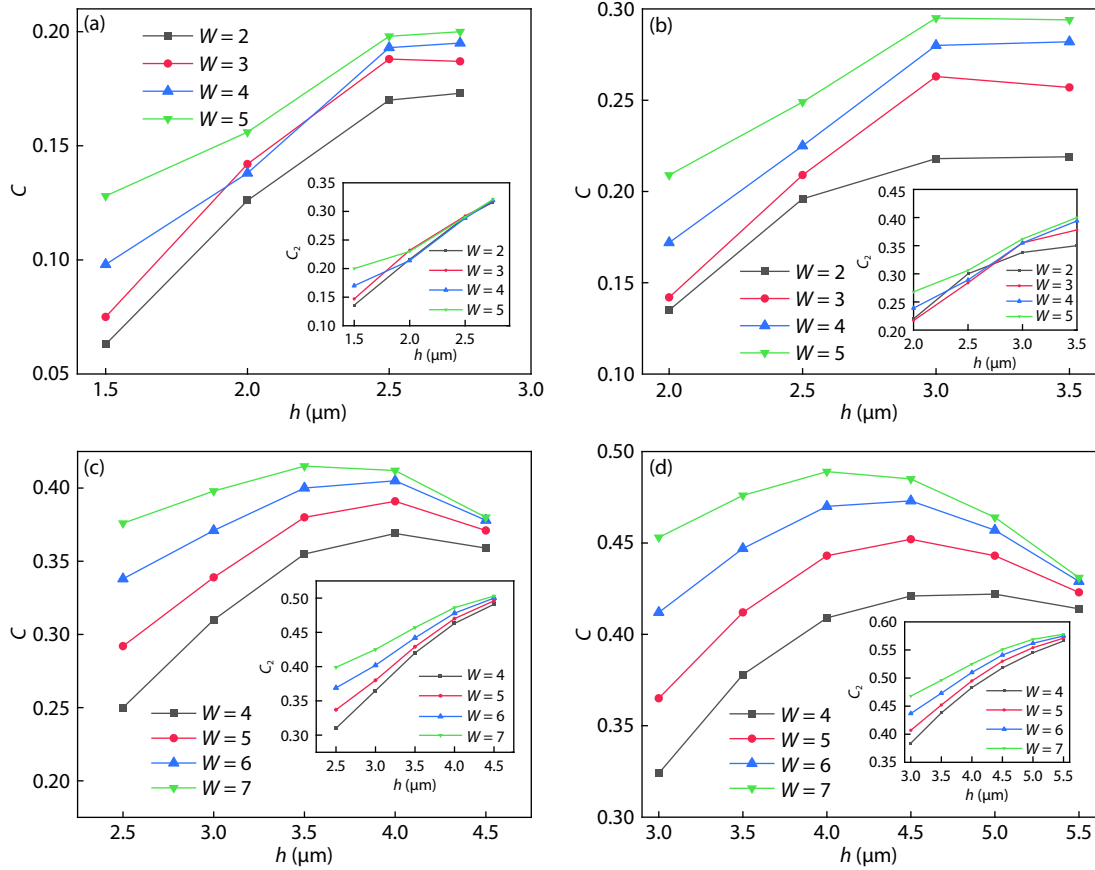 (a)
W = 2
W = 3
W = 4
W = 5
C
0.20
0.15
0.10
0.05
1.5 2.0 2.5 3.0
h (μm)
C₂
0.35
0.30
0.25
0.20
0.15
0.10
W = 2
W = 3
W = 4
W = 5
1.5 2.0 2.5
h (μm)
(b)
C
0.30
0.25
0.20
0.15
0.10
W = 2
W = 3
W = 4
W = 5
2.0 2.5 3.0 3.5
h (μm)
C₂
0.45
0.40
0.35
0.30
0.25
0.20
W = 2
W = 3
W = 4
W = 5
2.0 2.5 3.0 3.5
h (μm)
(c)
C
0.40
0.35
0.30
0.25
0.20
W = 4
W = 5
W = 6
W = 7
2.5 3.0 3.5 4.0 4.5
h (μm)
C₂
0.50
0.45
0.40
0.35
0.30
W = 4
W = 5
W = 6
W = 7
2.5 3.0 3.5 4.0 4.5
h (μm)
(d)
C
0.50
0.45
0.40
0.35
0.30
W = 4
W = 5
W = 6
W = 7
3.0 3.5 4.0 4.5 5.0 5.5
h (μm)
C₂
0.60
0.55
0.50
0.45
0.40
0.35
W = 4
W = 5
W = 6
W = 7
3.0 3.5 4.0 4.5 5.0 5.5
h (μm)